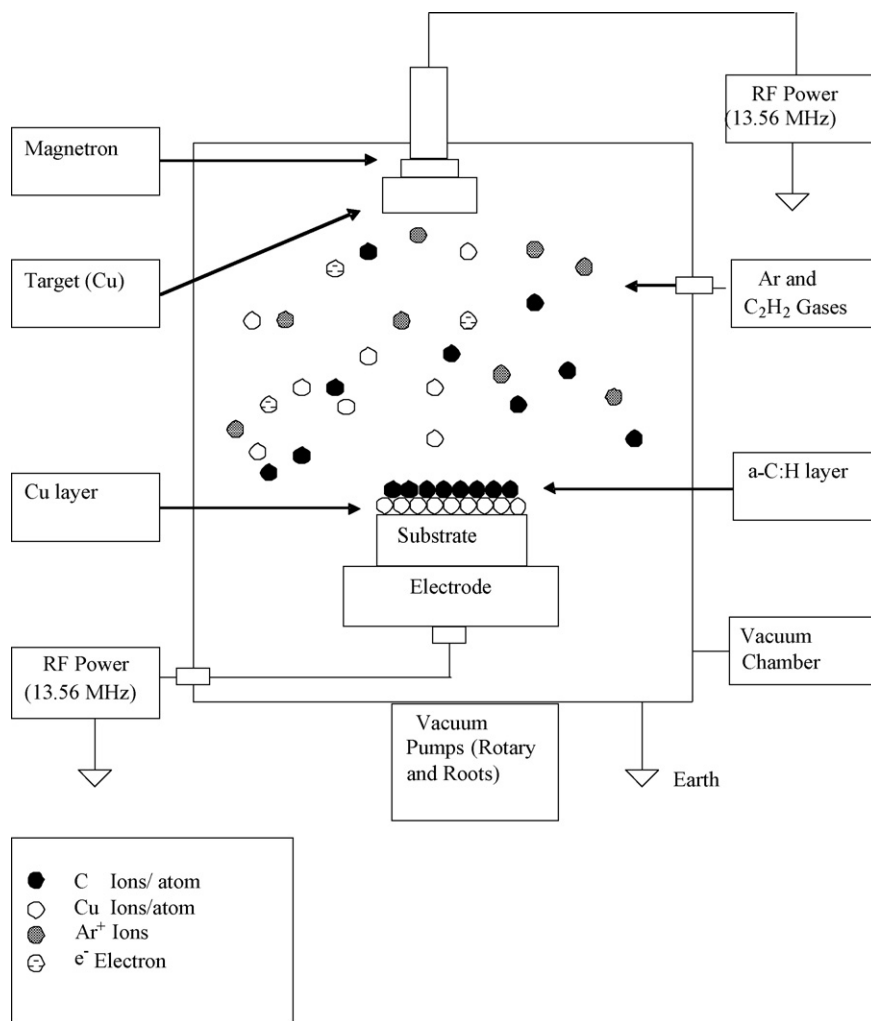 RF Power
(13.56 MHz)
Magnetron
Target (Cu)
Ar and
C₂H₂ Gases
Cu layer
a-C:H layer
Substrate
Electrode
RF Power
(13.56 MHz)
Vacuum
Chamber
Vacuum
Pumps (Rotary
and Roots)
Earth
C Ions/ atom
Cu Ions/atom
Ar⁺ Ions
e⁻ Electron